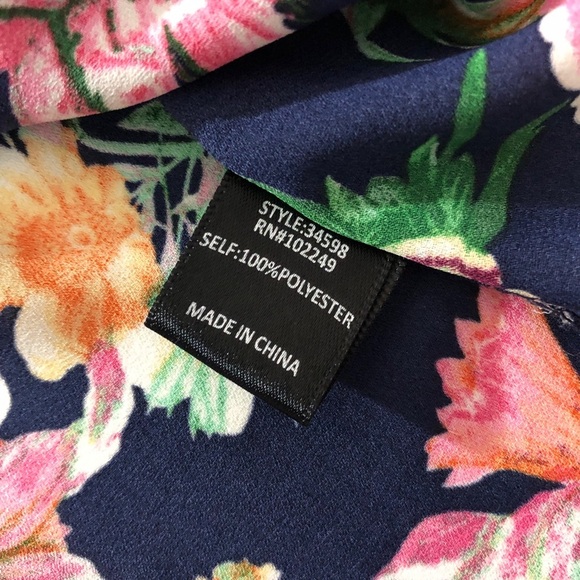 STYLE:34598
RN#102249
SELF:100%POLYESTER
MADE IN CHINA